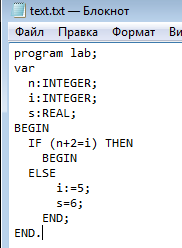 text.txt — Блокнот
Файл Правка Формат Ви
program lab;
var
  n:INTEGER;
  i:INTEGER;
  s:REAL;
BEGIN
  IF (n+2=i) THEN
    BEGIN
  ELSE
      i:=5;
      s=6;
    END;
END.